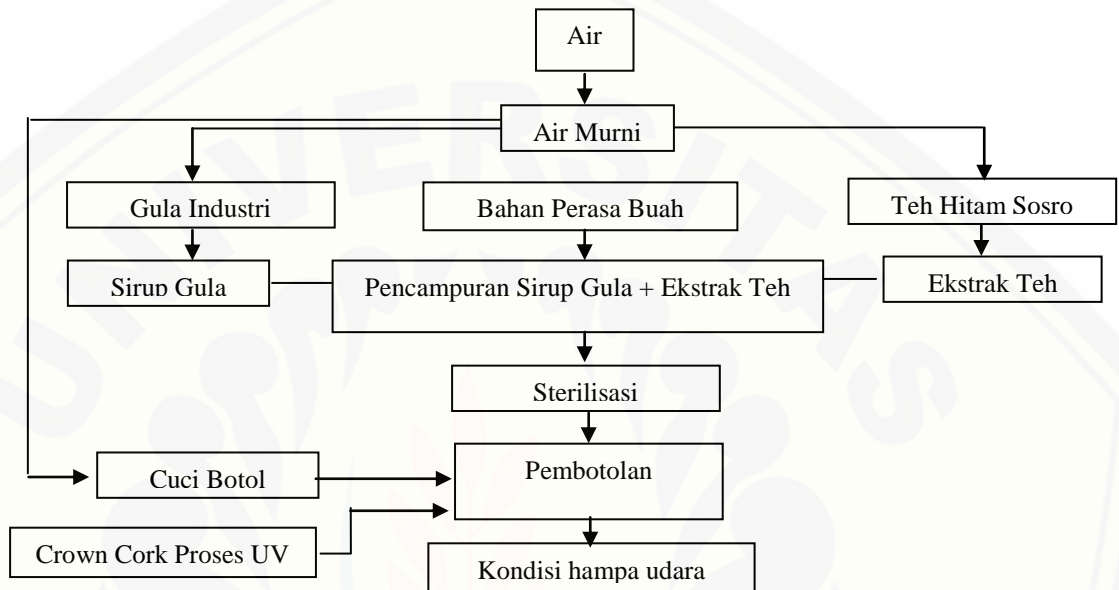 Air
Air Murni
Gula Industri
Bahan Perasa Buah
Teh Hitam Sosro
Sirup Gula
Pencampuran Sirup Gula + Ekstrak Teh
Ekstrak Teh
Sterilisasi
Cuci Botol
Pembotolan
Crown Cork Proses UV
Kondisi hampa udara
UNIVERSITAS